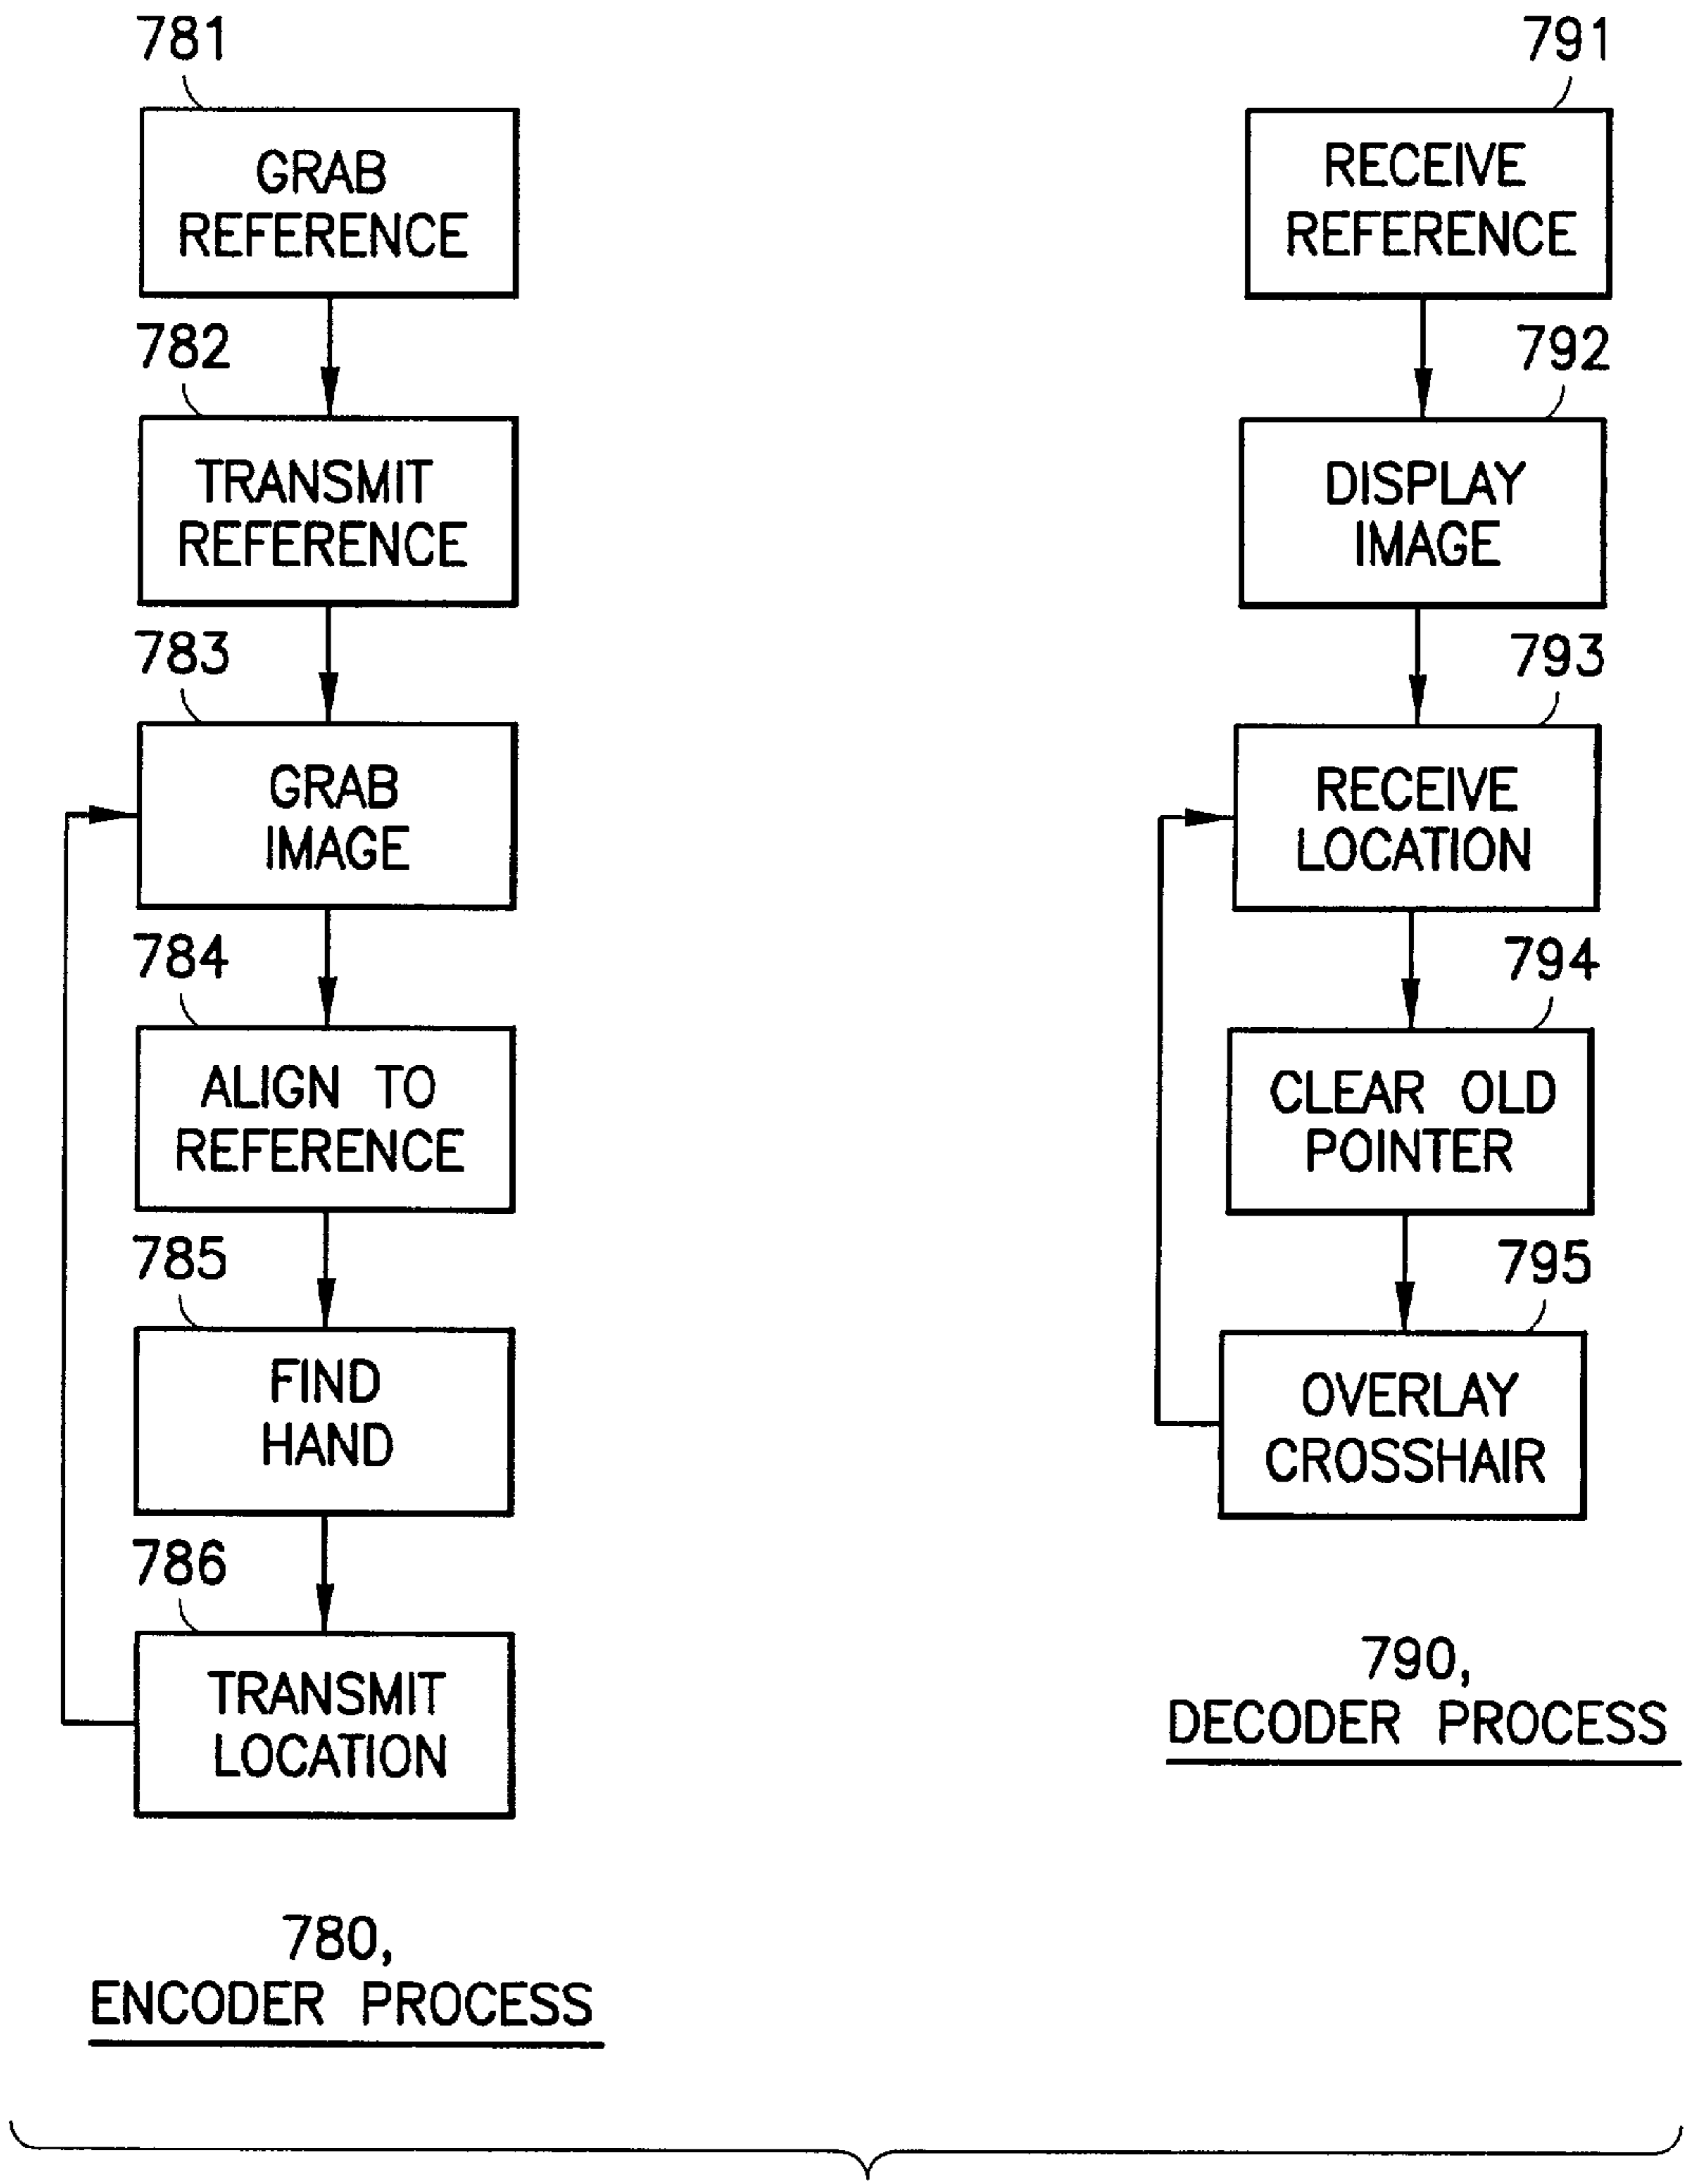 781
GRAB
REFERENCE
782
TRANSMIT
REFERENCE
783
GRAB
IMAGE
784
ALIGN TO
REFERENCE
785
FIND
HAND
786
TRANSMIT
LOCATION
780,
ENCODER PROCESS
791
RECEIVE
REFERENCE
792
DISPLAY
IMAGE
793
RECEIVE
LOCATION
794
CLEAR OLD
POINTER
795
OVERLAY
CROSSHAIR
790,
DECODER PROCESS